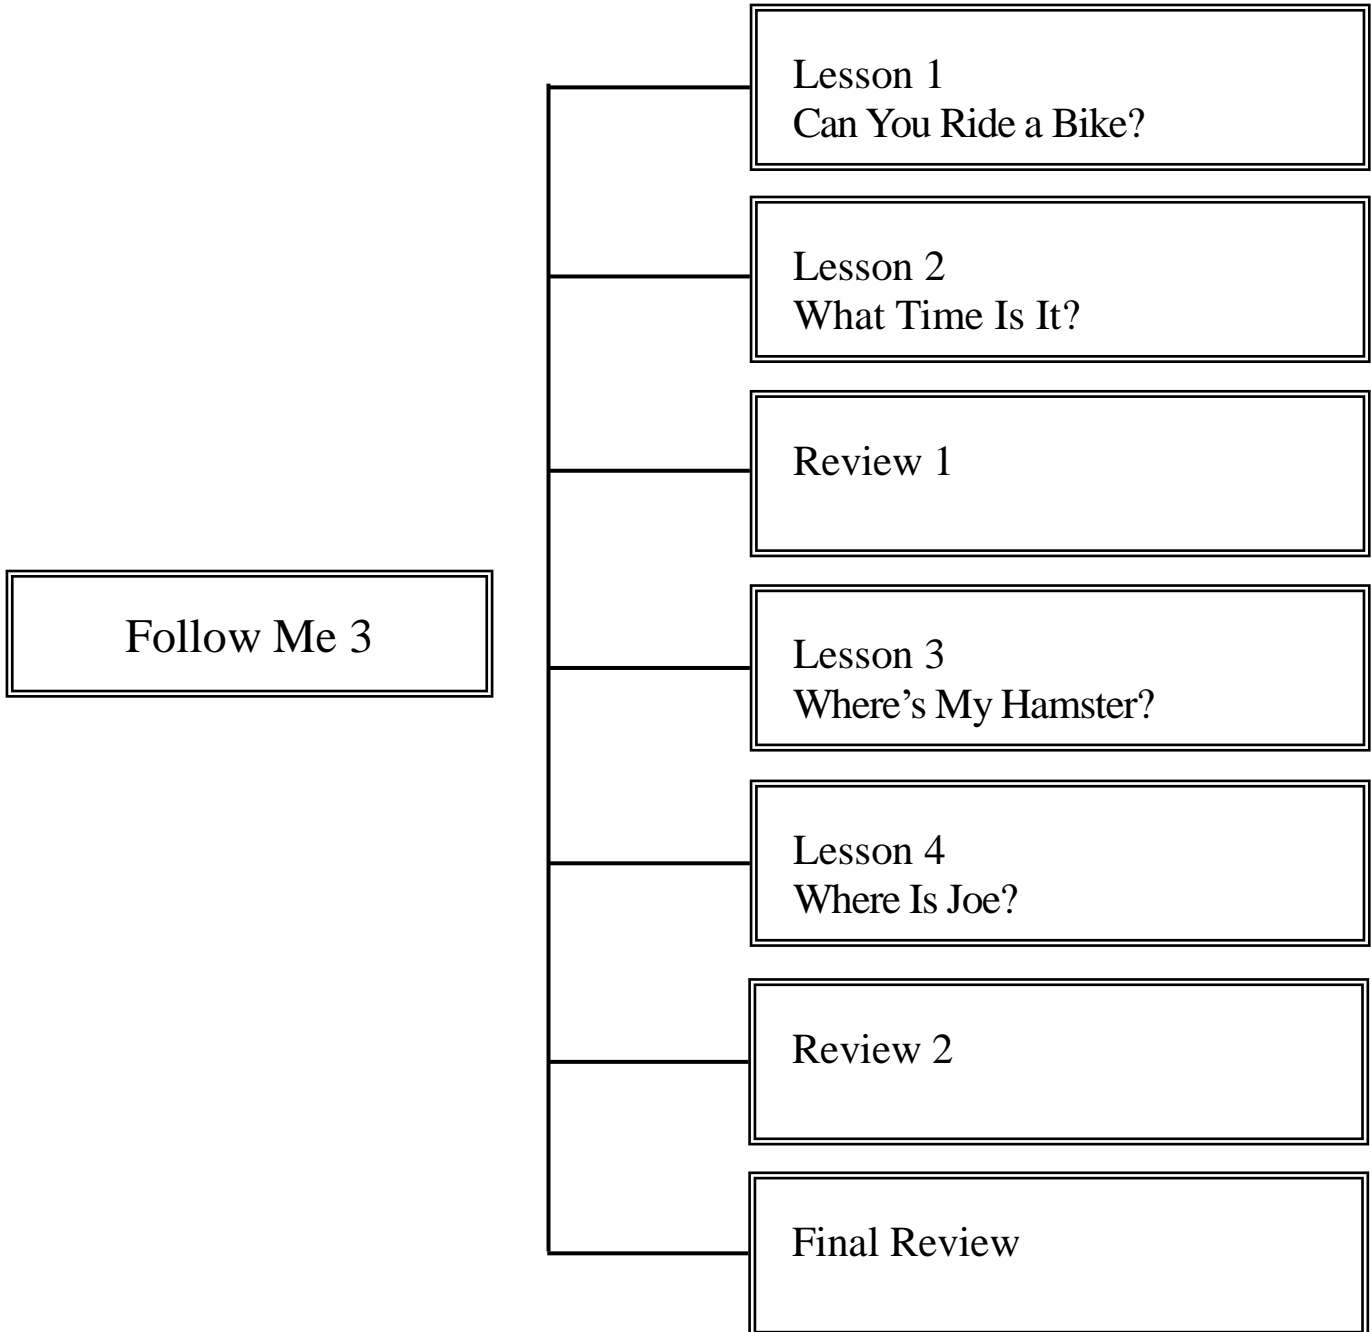 Lesson 1
Can You Ride a Bike?
Lesson 2
What Time Is It?
Review 1
Follow Me 3
Lesson 3
Where’s My Hamster?
Lesson 4
Where Is Joe?
Review 2
Final Review